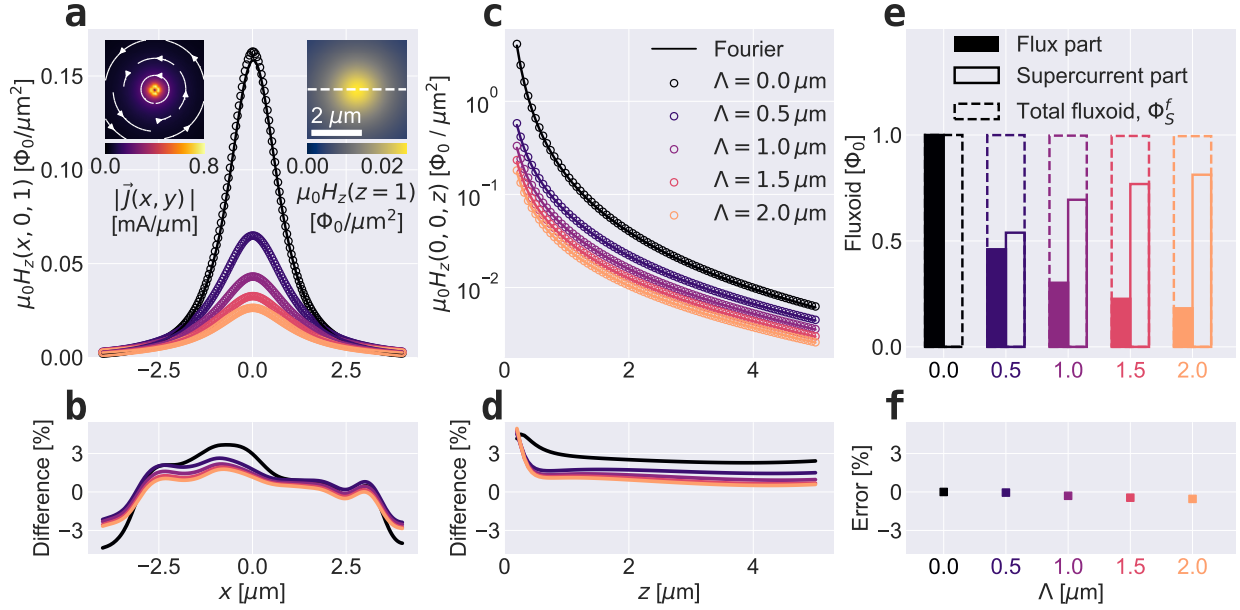 a
μ₀H_z(x, 0, 1) [Φ₀/μm²]
0.15
0.10
0.05
0.00
0.0
0.8
|J⃗(x, y) |
[mA/μm]
2 μm
0.00
0.02
μ₀H_z(z = 1)
[Φ₀/μm²]
−2.5
0.0
2.5
b
Difference [%]
3
0
−3
−2.5
0.0
2.5
x [μm]
c
μ₀H_z(0, 0, z) [Φ₀ / μm²]
10⁰
10⁻¹
10⁻²
Fourier
Λ = 0.0 μm
Λ = 0.5 μm
Λ = 1.0 μm
Λ = 1.5 μm
Λ = 2.0 μm
0
2
4
d
Difference [%]
3
0
−3
0
2
4
z [μm]
e
Fluxoid [Φ₀]
1.0
0.5
0.0
Flux part
Supercurrent part
Total fluxoid, Φ_S^f
0.0
0.5
1.0
1.5
2.0
f
Error [%]
3
0
−3
0.0
0.5
1.0
1.5
2.0
Λ [μm]